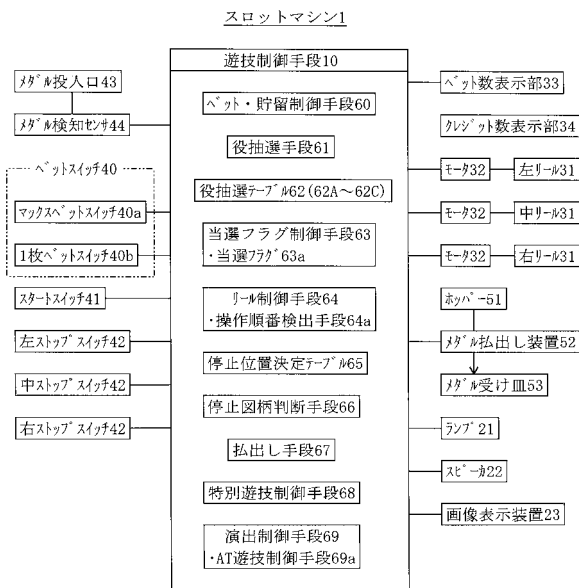 スロットマシン1
遊技制御手段10
ベット・貯留制御手段60
役抽選手段61
役抽選テーブル62(62A～62C)
当選フラグ制御手段63
・当選フラグ63a
リール制御手段64
・操作順番検出手段64a
停止位置決定テーブル65
停止図柄判断手段66
払出し手段67
特別遊技制御手段68
演出制御手段69
・AT遊技制御手段69a
メダル投入口43
メダル検知センサ44
ベットスイッチ40
マックスベットスイッチ40a
1枚ベットスイッチ40b
スタートスイッチ41
左ストップスイッチ42
中ストップスイッチ42
右ストップスイッチ42
ベット数表示部33
クレジット数表示部34
モータ32 左リール31
モータ32 中リール31
モータ32 右リール31
ホッパー51
メダル払出し装置52
メダル受け皿53
ランプ21
スピーカ22
画像表示装置23